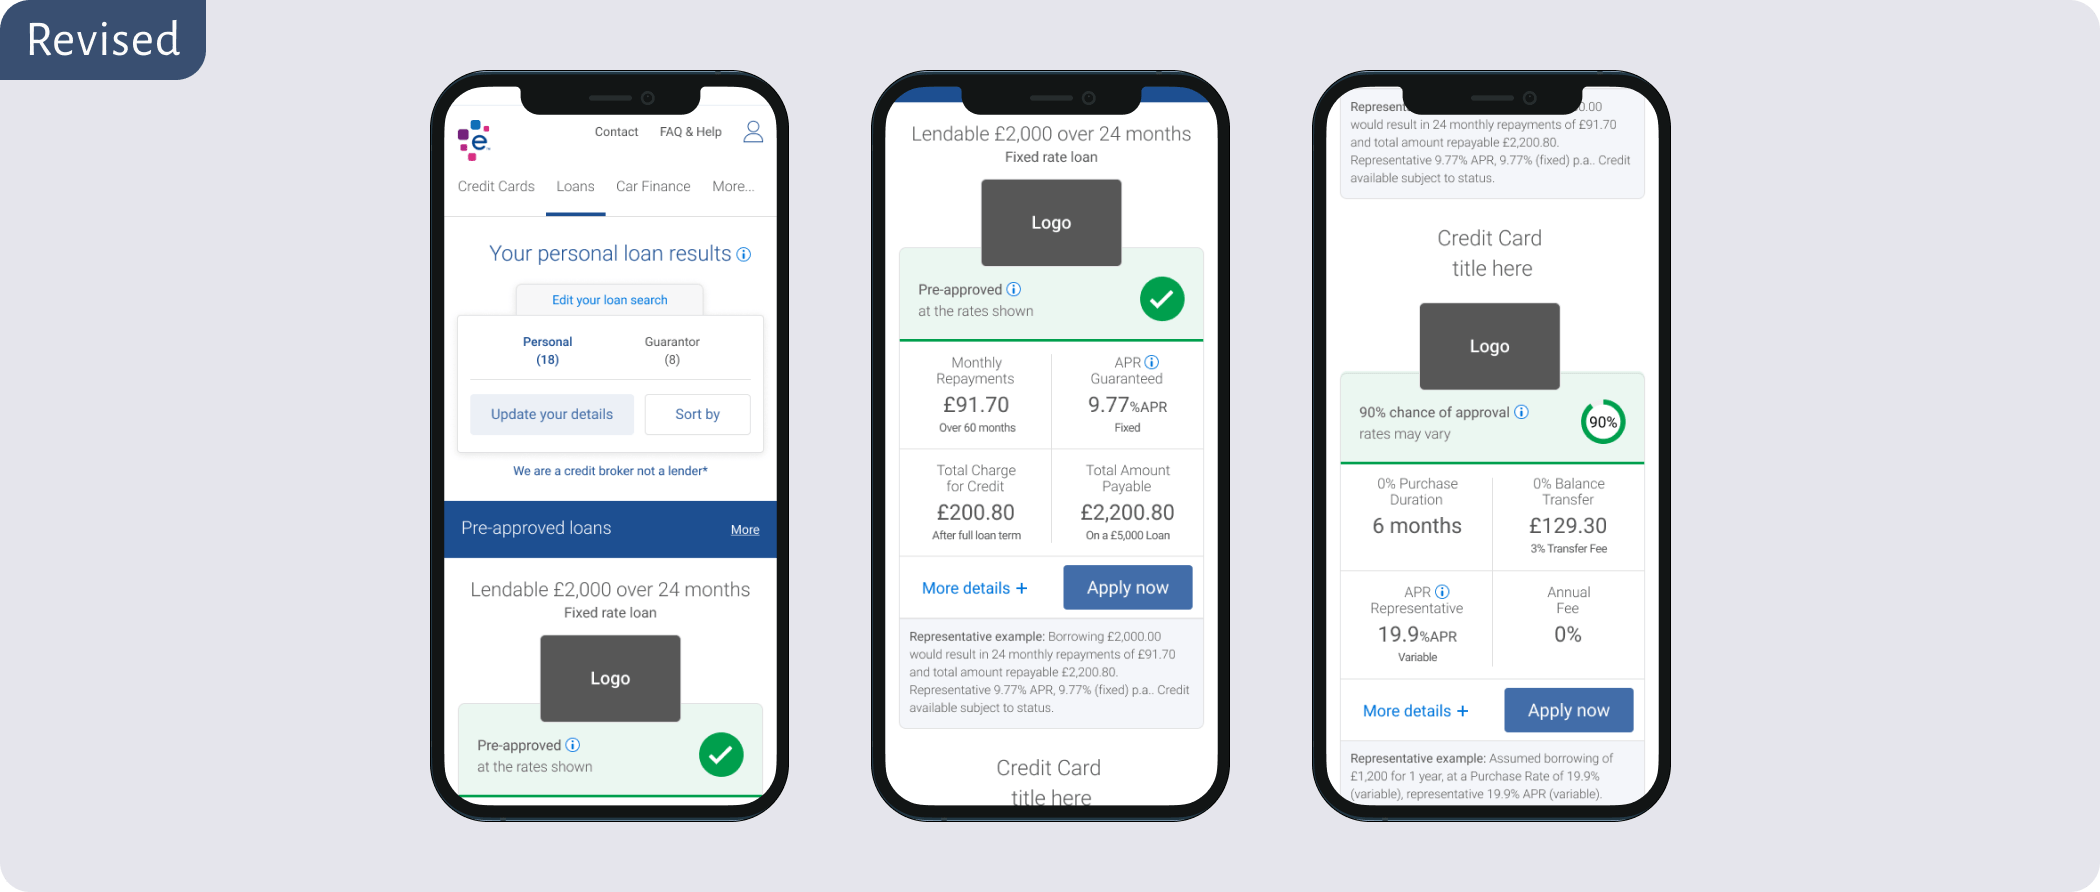 Revised
e
Contact FAQ & Help
Credit Cards Loans Car Finance More...
Your personal loan results
Edit your loan search
Personal
(18)
Guarantor
(8)
Update your details
Sort by
We are a credit broker not a lender*
Pre-approved loans More
Lendable £2,000 over 24 months
Fixed rate loan
Logo
Pre-approved
at the rates shown
Lendable £2,000 over 24 months
Fixed rate loan
Logo
Pre-approved
at the rates shown
Monthly
Repayments
£91.70
Over 60 months
APR
Guaranteed
9.77%APR
Fixed
Total Charge
for Credit
£200.80
After full loan term
Total Amount
Payable
£2,200.80
On a £5,000 Loan
More details +
Apply now
Representative example: Borrowing £2,000.00
would result in 24 monthly repayments of £91.70
and total amount repayable £2,200.80.
Representative 9.77% APR, 9.77% (fixed) p.a.. Credit
available subject to status.
Credit Card
title here
would result in 24 monthly repayments of £91.70
and total amount repayable £2,200.80.
Representative 9.77% APR, 9.77% (fixed) p.a.. Credit
available subject to status.
Credit Card
title here
Logo
90% chance of approval
rates may vary
90%
0% Purchase
Duration
6 months
0% Balance
Transfer
£129.30
3% Transfer Fee
APR
Representative
19.9%APR
Variable
Annual
Fee
0%
More details +
Apply now
Representative example: Assumed borrowing of
£1,200 for 1 year, at a Purchase Rate of 19.9%
(variable), representative 19.9% APR (variable).